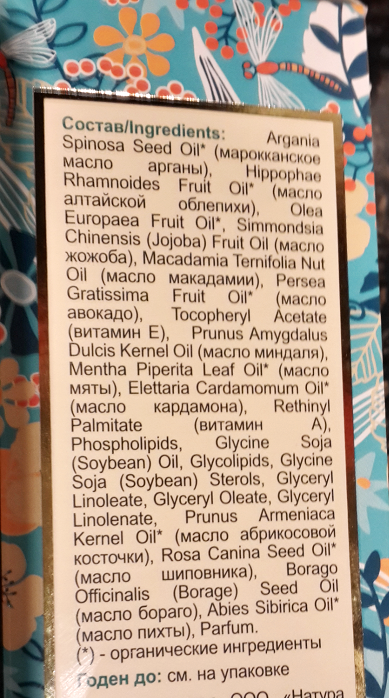 Состав/Ingredients: Argania
Spinosa Seed Oil* (марокканское
масло арганы), Hippophae
Rhamnoides Fruit Oil* (масло
алтайской облепихи), Olea
Europaea Fruit Oil*, Simmondsia
Chinensis (Jojoba) Fruit Oil (масло
жожоба), Macadamia Ternifolia Nut
Oil (масло макадамии), Persea
Gratissima Fruit Oil* (масло
авокадо), Tocopheryl Acetate
(витамин Е), Prunus Amygdalus
Dulcis Kernel Oil (масло миндаля),
Mentha Piperita Leaf Oil* (масло
мяты), Elettaria Cardamomum Oil*
(масло кардамона), Rethinyl
Palmitate (витамин А),
Phospholipids, Glycine Soja
(Soybean) Oil, Glycolipids, Glycine
Soja (Soybean) Sterols, Glyceryl
Linoleate, Glyceryl Oleate, Glyceryl
Linolenate, Prunus Armeniaca
Kernel Oil* (масло абрикосовой
косточки), Rosa Canina Seed Oil*
(масло шиповника), Borago
Officinalis (Borage) Seed Oil
(масло бораго), Abies Sibirica Oil*
(масло пихты), Parfum.
(*) - органические ингредиенты
Годен до: см. на упаковке
ООО «Натура